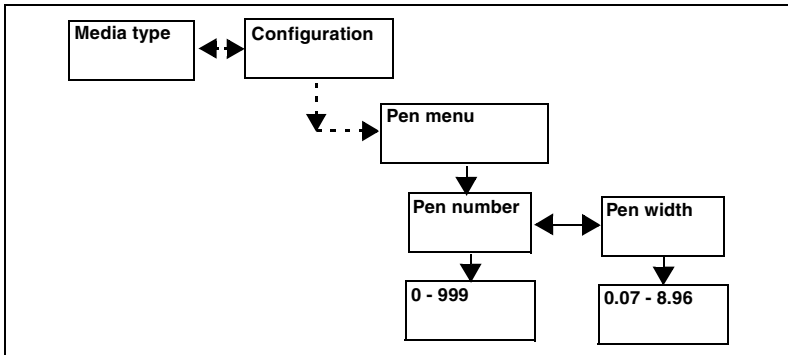 Media type
Configuration
Pen menu
Pen number
Pen width
0 - 999
0.07 - 8.96